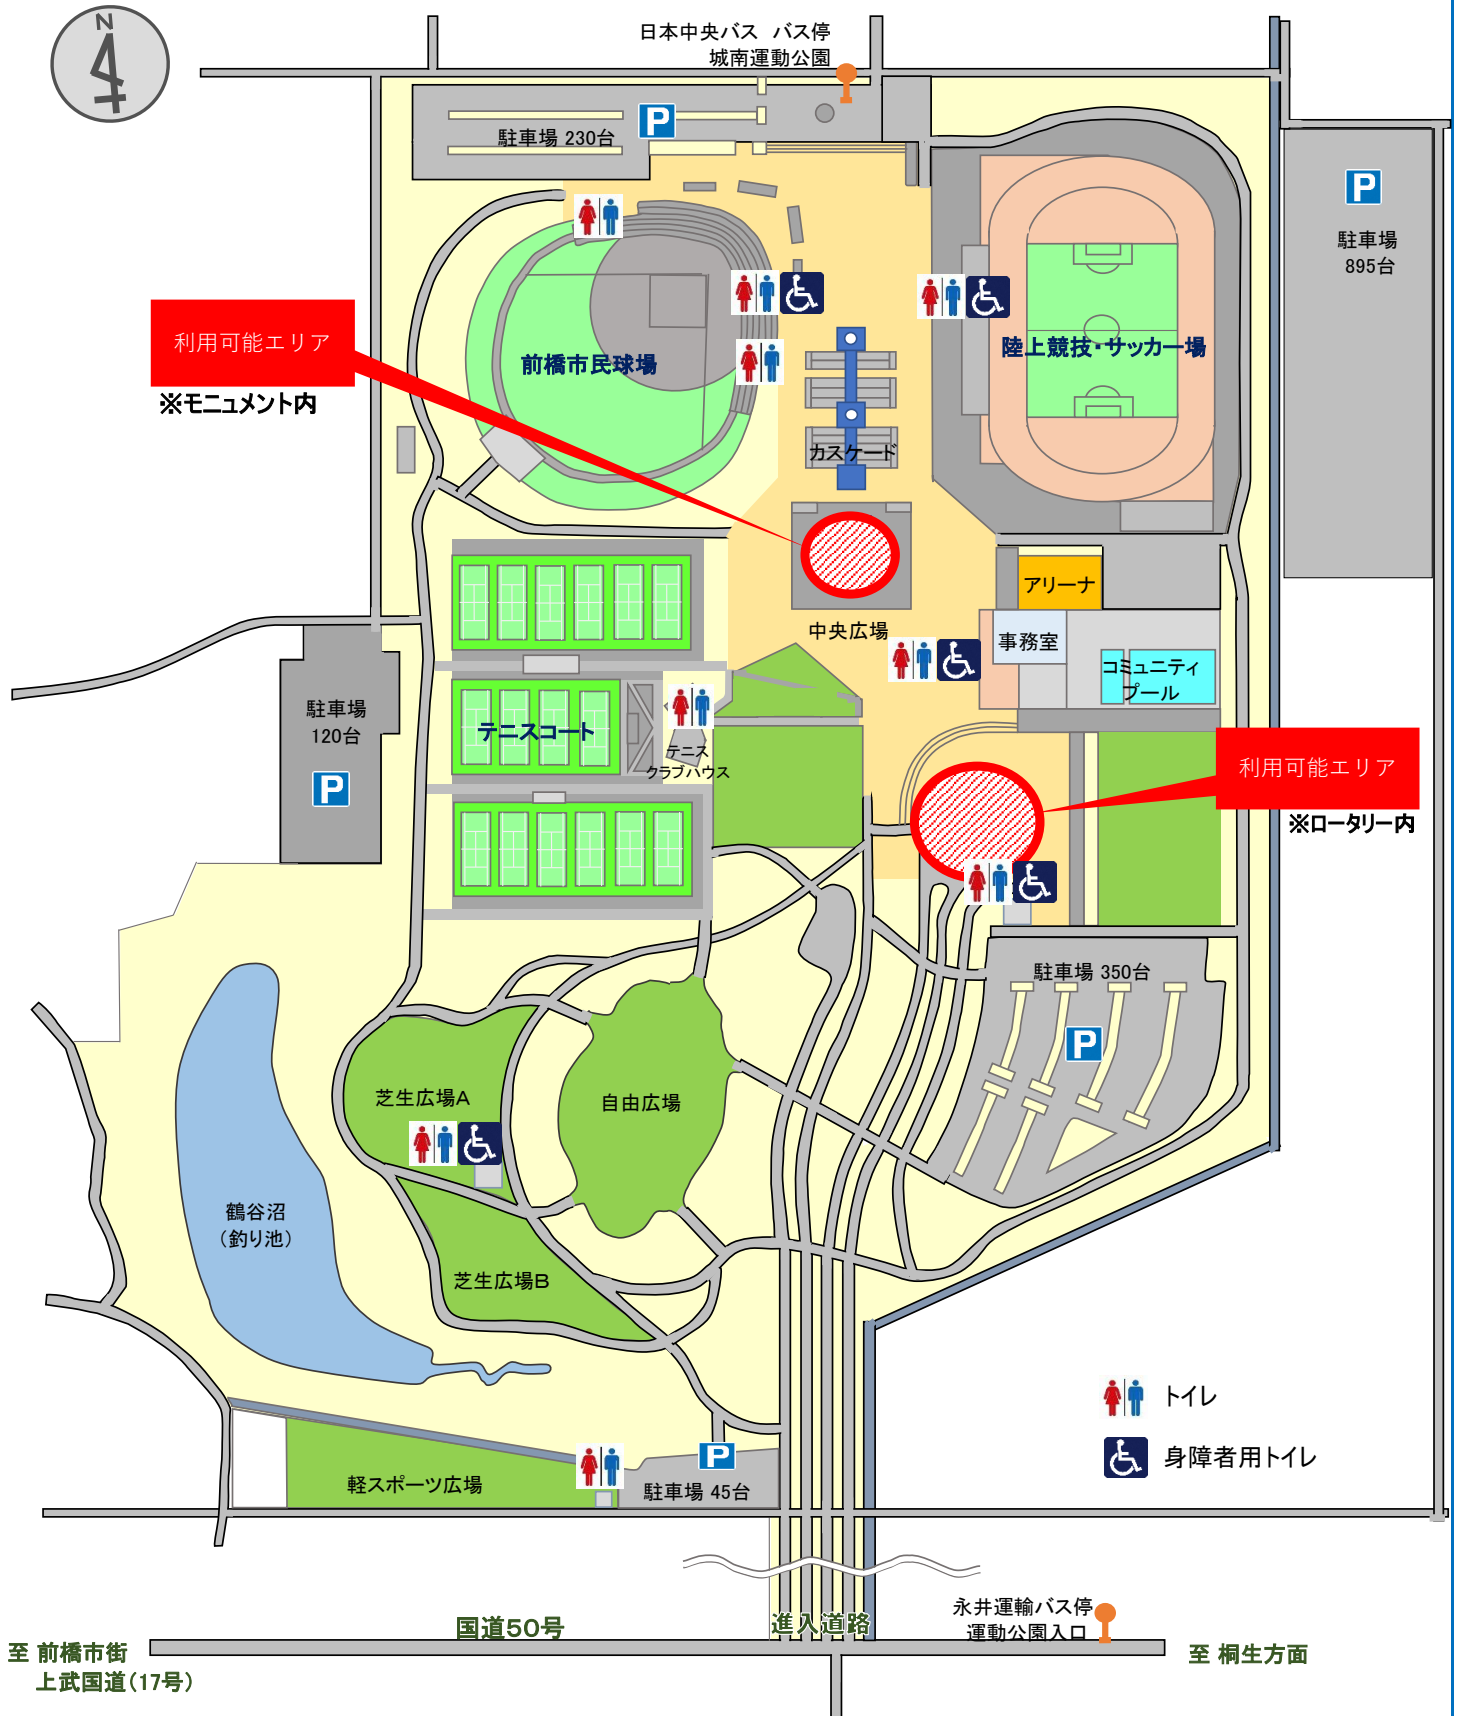 N
日本中央バス バス停
城南運動公園
P
駐車場 230台
P
駐車場
895台
利用可能エリア
※モニュメント内
前橋市民球場
陸上競技・サッカー場
カスケード
アリーナ
中央広場
事務室
コミュニティ
プール
駐車場
120台
P
テニスコート
テニス
クラブハウス
利用可能エリア
※ロータリー内
駐車場 350台
P
芝生広場A
自由広場
鶴谷沼
（釣り池）
芝生広場B
トイレ
身障者用トイレ
軽スポーツ広場
P
駐車場 45台
永井運輸バス停
運動公園入口
国道50号
進入道路
至 前橋市街
上武国道（17号）
至 桐生方面